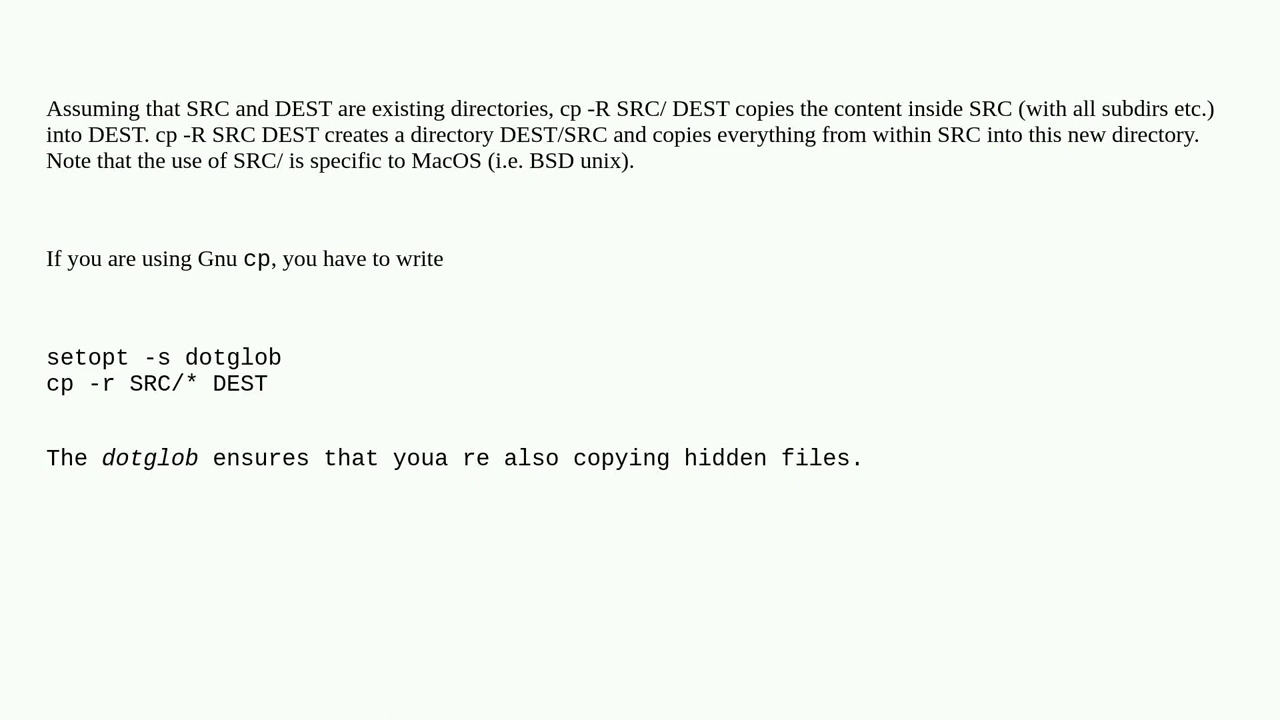 Assuming that SRC and DEST are existing directories, cp -R SRC/ DEST copies the content inside SRC (with all subdirs etc.)
into DEST. cp -R SRC DEST creates a directory DEST/SRC and copies everything from within SRC into this new directory.
Note that the use of SRC/ is specific to MacOS (i.e. BSD unix).
If you are using Gnu cp, you have to write
setopt -s dotglob
cp -r SRC/* DEST
The dotglob ensures that youa re also copying hidden files.